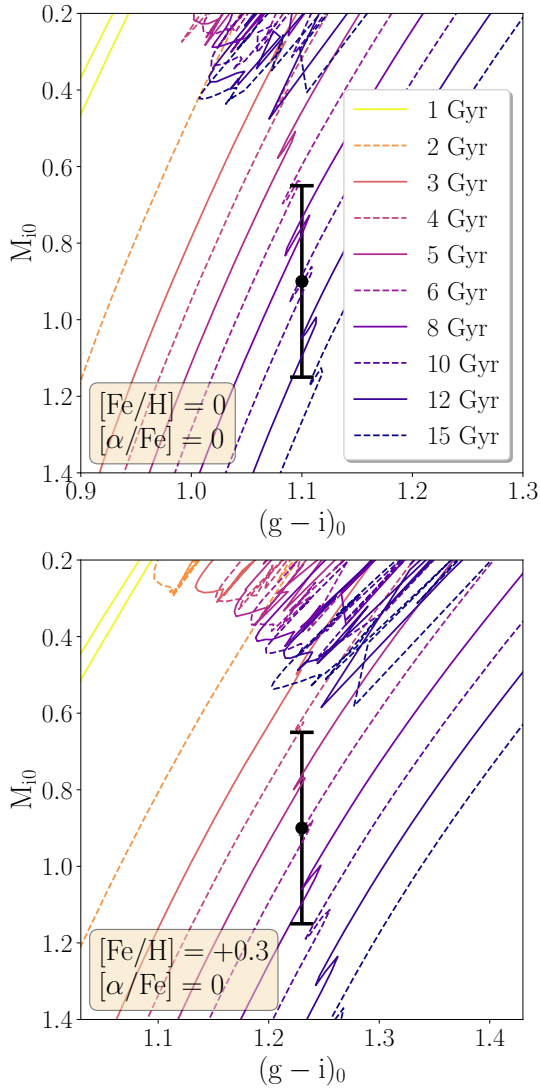 0.2
0.4
0.6
0.8
1.0
1.2
1.4
M_{i0}
1 Gyr
2 Gyr
3 Gyr
4 Gyr
5 Gyr
6 Gyr
8 Gyr
10 Gyr
12 Gyr
15 Gyr
[Fe/H] = 0
[α/Fe] = 0
0.9 1.0 1.1 1.2 1.3
(g − i)₀
0.2
0.4
0.6
0.8
1.0
1.2
1.4
M_{i0}
[Fe/H] = +0.3
[α/Fe] = 0
1.1 1.2 1.3 1.4
(g − i)₀